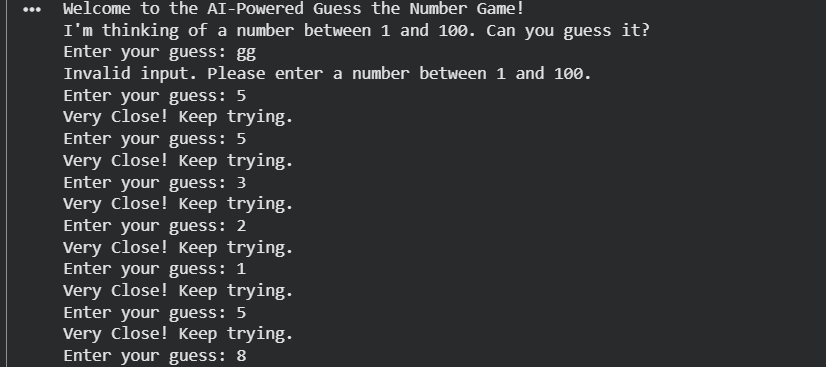 Welcome to the AI-Powered Guess the Number Game!
I'm thinking of a number between 1 and 100. Can you guess it?
Enter your guess: gg
Invalid input. Please enter a number between 1 and 100.
Enter your guess: 5
Very Close! Keep trying.
Enter your guess: 5
Very Close! Keep trying.
Enter your guess: 3
Very Close! Keep trying.
Enter your guess: 2
Very Close! Keep trying.
Enter your guess: 1
Very Close! Keep trying.
Enter your guess: 5
Very Close! Keep trying.
Enter your guess: 8